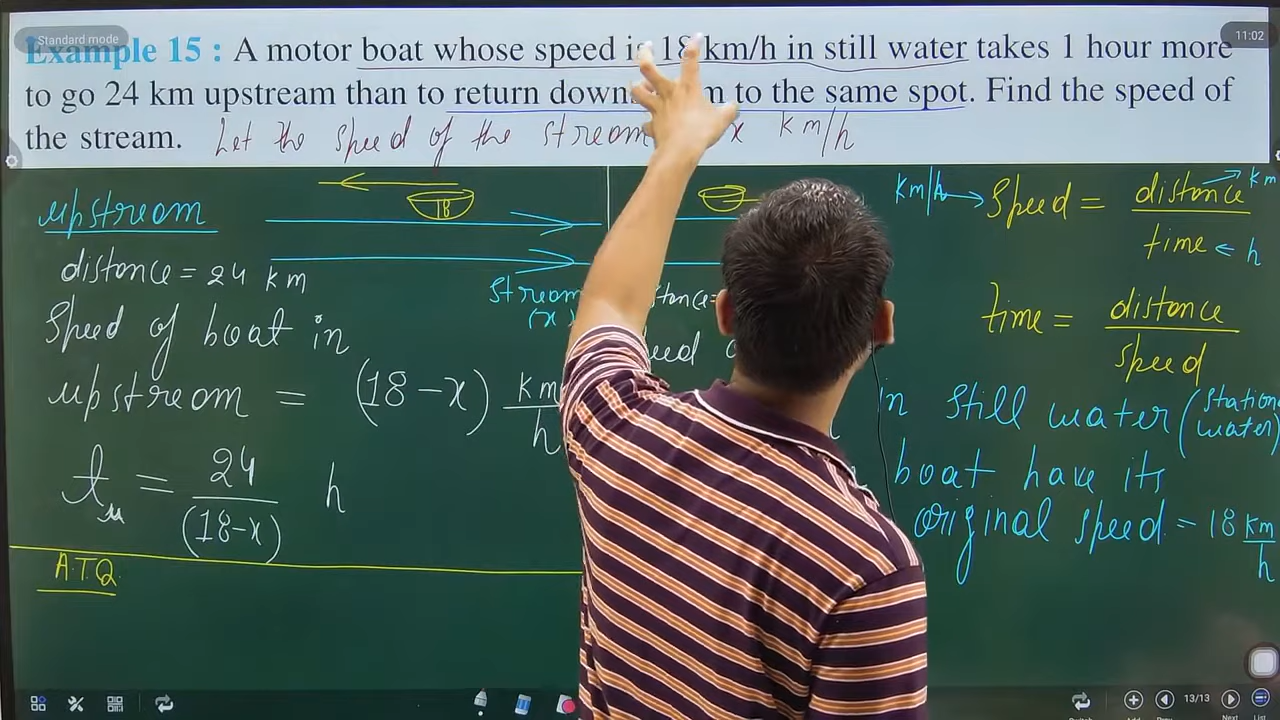 Standard mode
11:02
Example 15 : A motor boat whose speed is 18 km/h in still water takes 1 hour more
to go 24 km upstream than to return to the same spot. Find the speed of
the stream. Let the speed of the stream x km/h
upstream
18
distance = 24 km
Speed of boat in
upstream = (18-x) km/h
t u = 24/(18-x) h
A.T.Q.
Stream
(x)
km/h → Speed = distance/time
km
← h
time = distance/speed
in still water (
water)
boat have its
original speed = 18 km/h
13/13